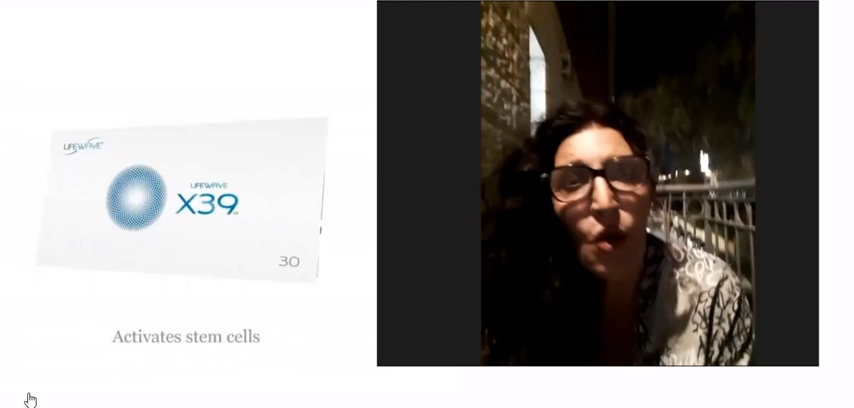 LIFEWAVE
LIFEWAVE
X39
30
Activates stem cells